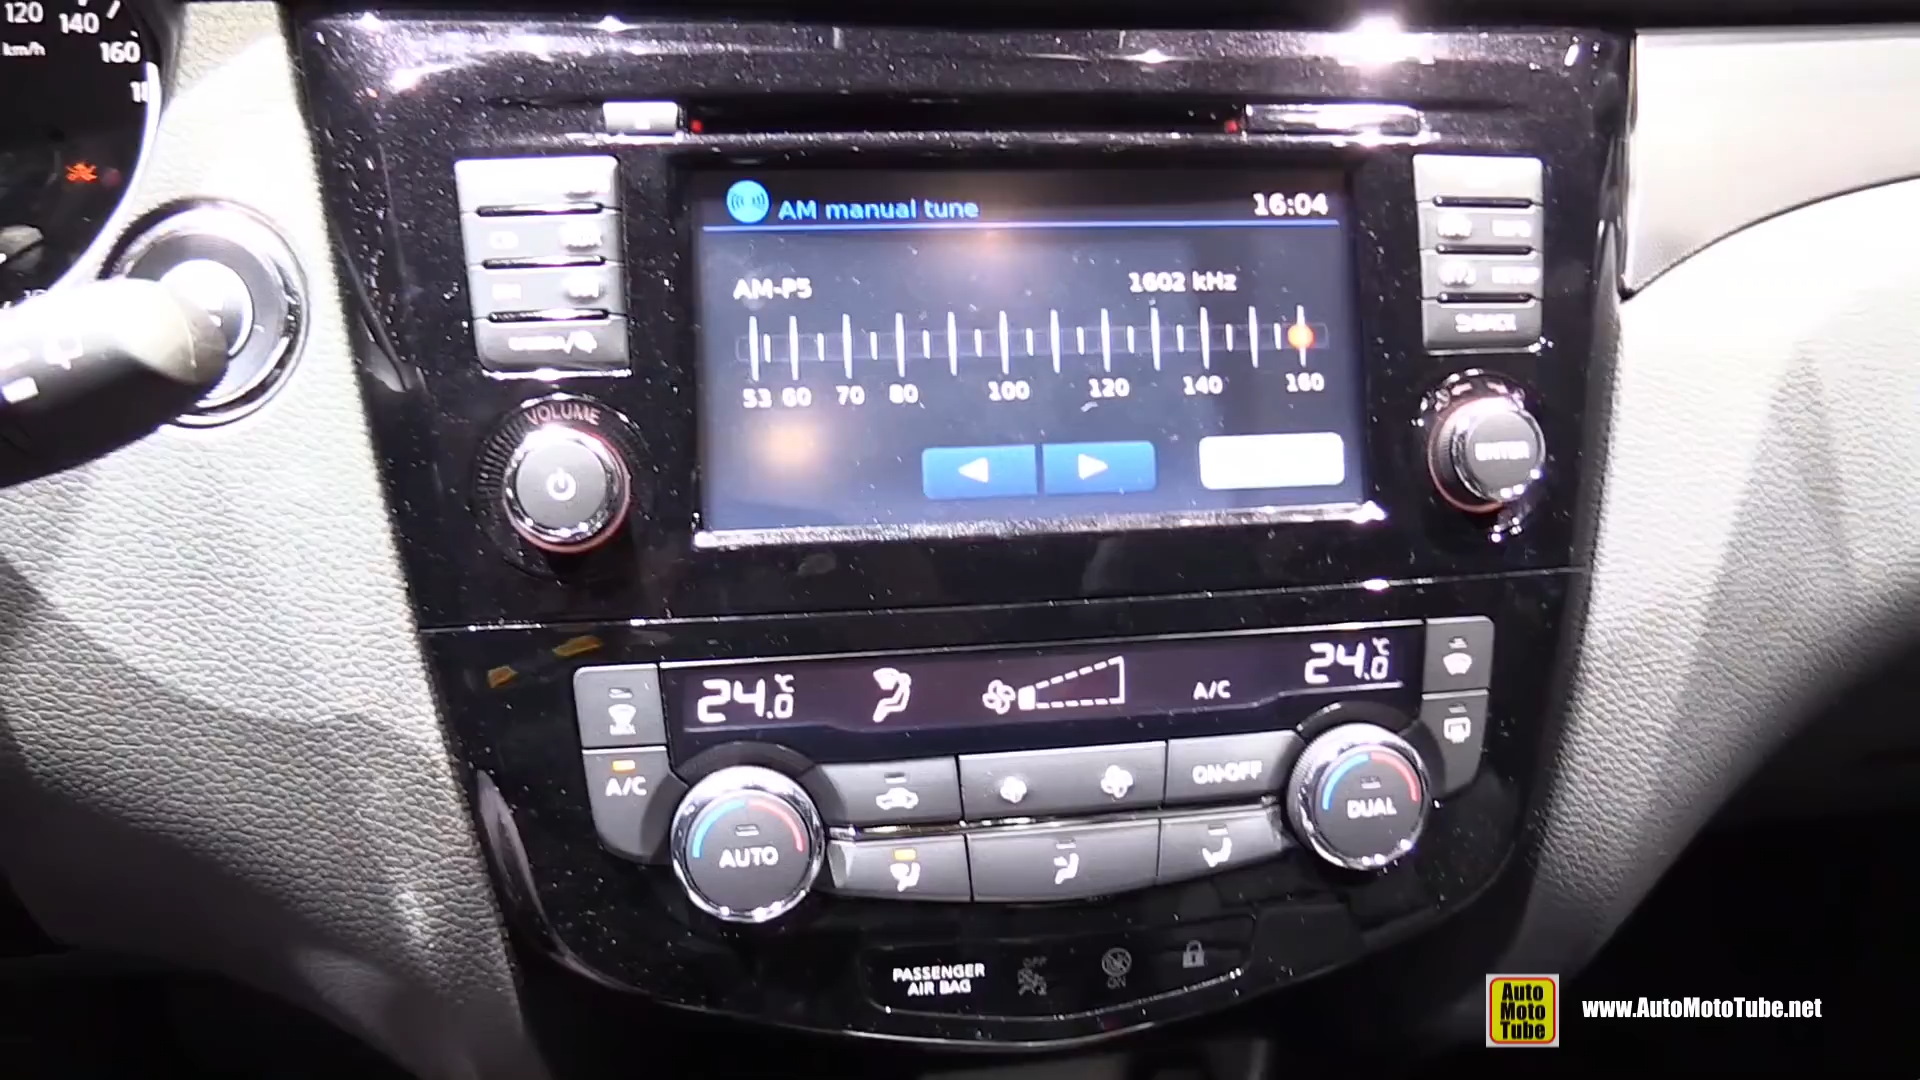 120
140
km/h
160
AM manual tune
16:04
AM-P5
1602 kHz
53 60 70 80 100 120 140 160
VOLUME
ENTER
24.0 °C
A/C
24.0 °C
A/C
AUTO
ON·OFF
DUAL
PASSENGER
AIR BAG
OFF
ON
Auto
Moto
Tube
www.AutoMotoTube.net